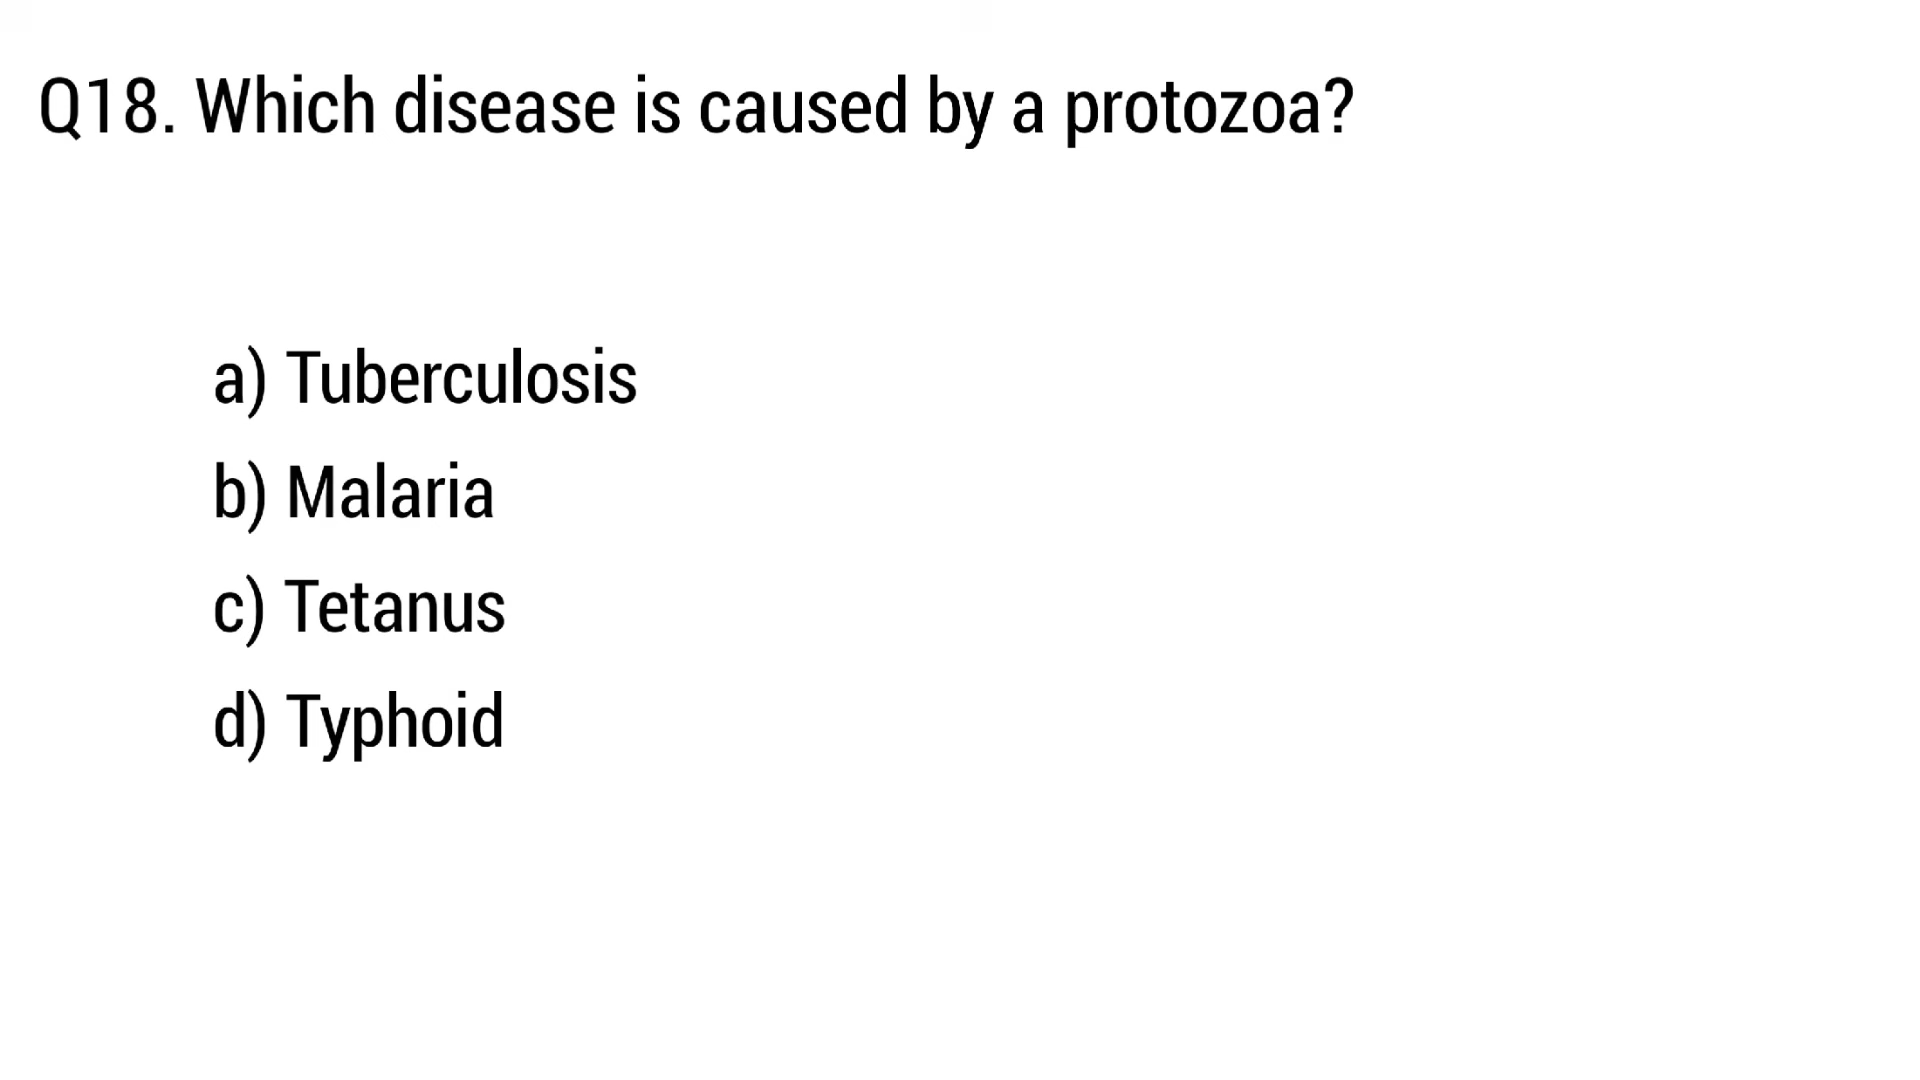 Q18. Which disease is caused by a protozoa?
a) Tuberculosis
b) Malaria
c) Tetanus
d) Typhoid